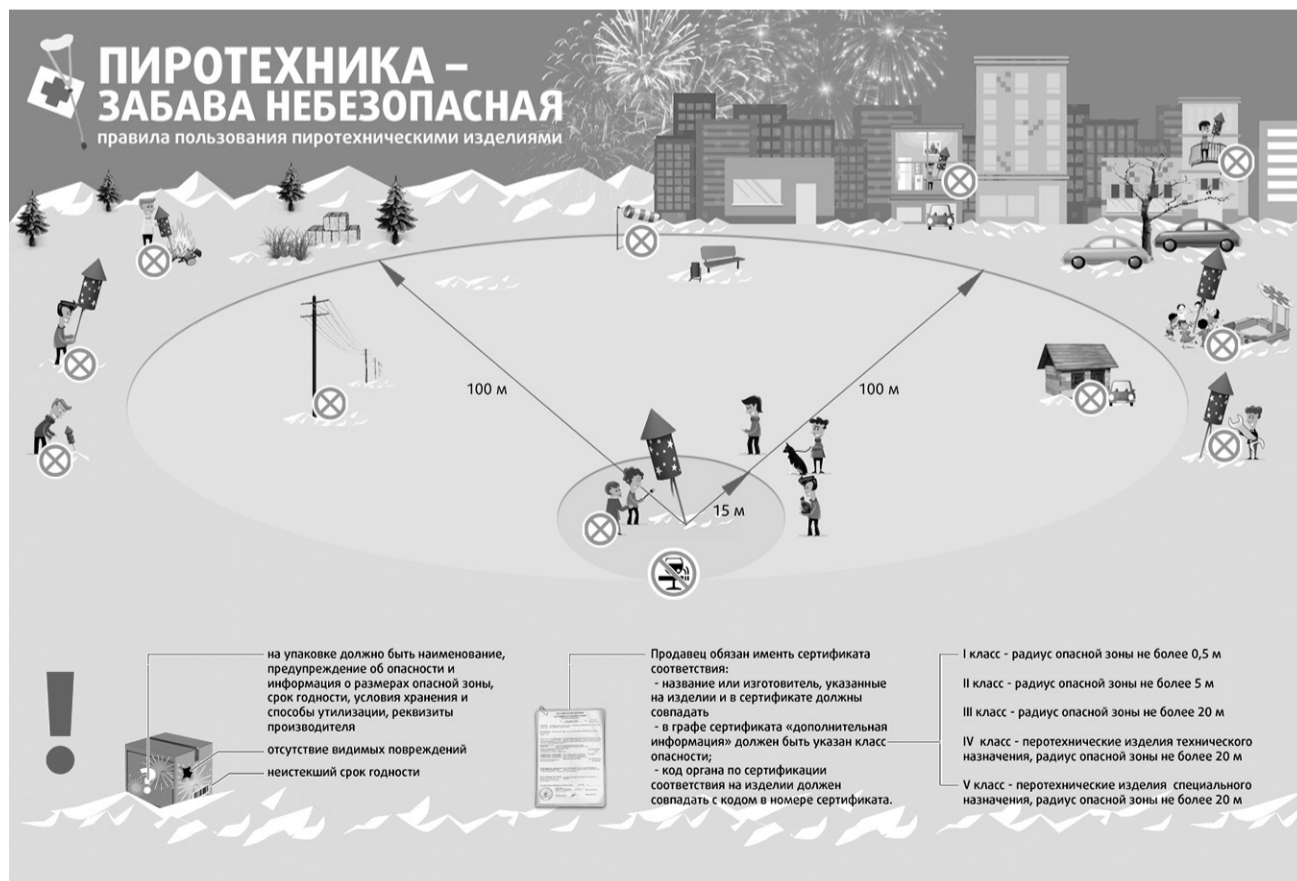 ПИРОТЕХНИКА –
ЗАБАВА НЕБЕЗОПАСНАЯ
правила пользования пиротехническими изделиями
100 м
100 м
15 м
на упаковке должно быть наименование,
предупреждение об опасности и
информация о размерах опасной зоны,
срок годности, условия хранения и
способы утилизации, реквизиты
производителя
отсутствие видимых повреждений
неистекший срок годности
Продавец обязан именть сертификата
соответствия:
- название или изготовитель, указанные
на изделии и в сертификате должны
совпадать
- в графе сертификата «дополнительная
информация» должен быть указан класс
опасности;
- код органа по сертификации
соответствия на изделии должен
совпадать с кодом в номере сертификата.
I класс - радиус опасной зоны не более 0,5 м
II класс - радиус опасной зоны не более 5 м
III класс - радиус опасной зоны не более 20 м
IV класс - перотехнические изделия технического
назначения, радиус опасной зоны не более 20 м
V класс - перотехнические изделия специального
назначения, радиус опасной зоны не более 20 м